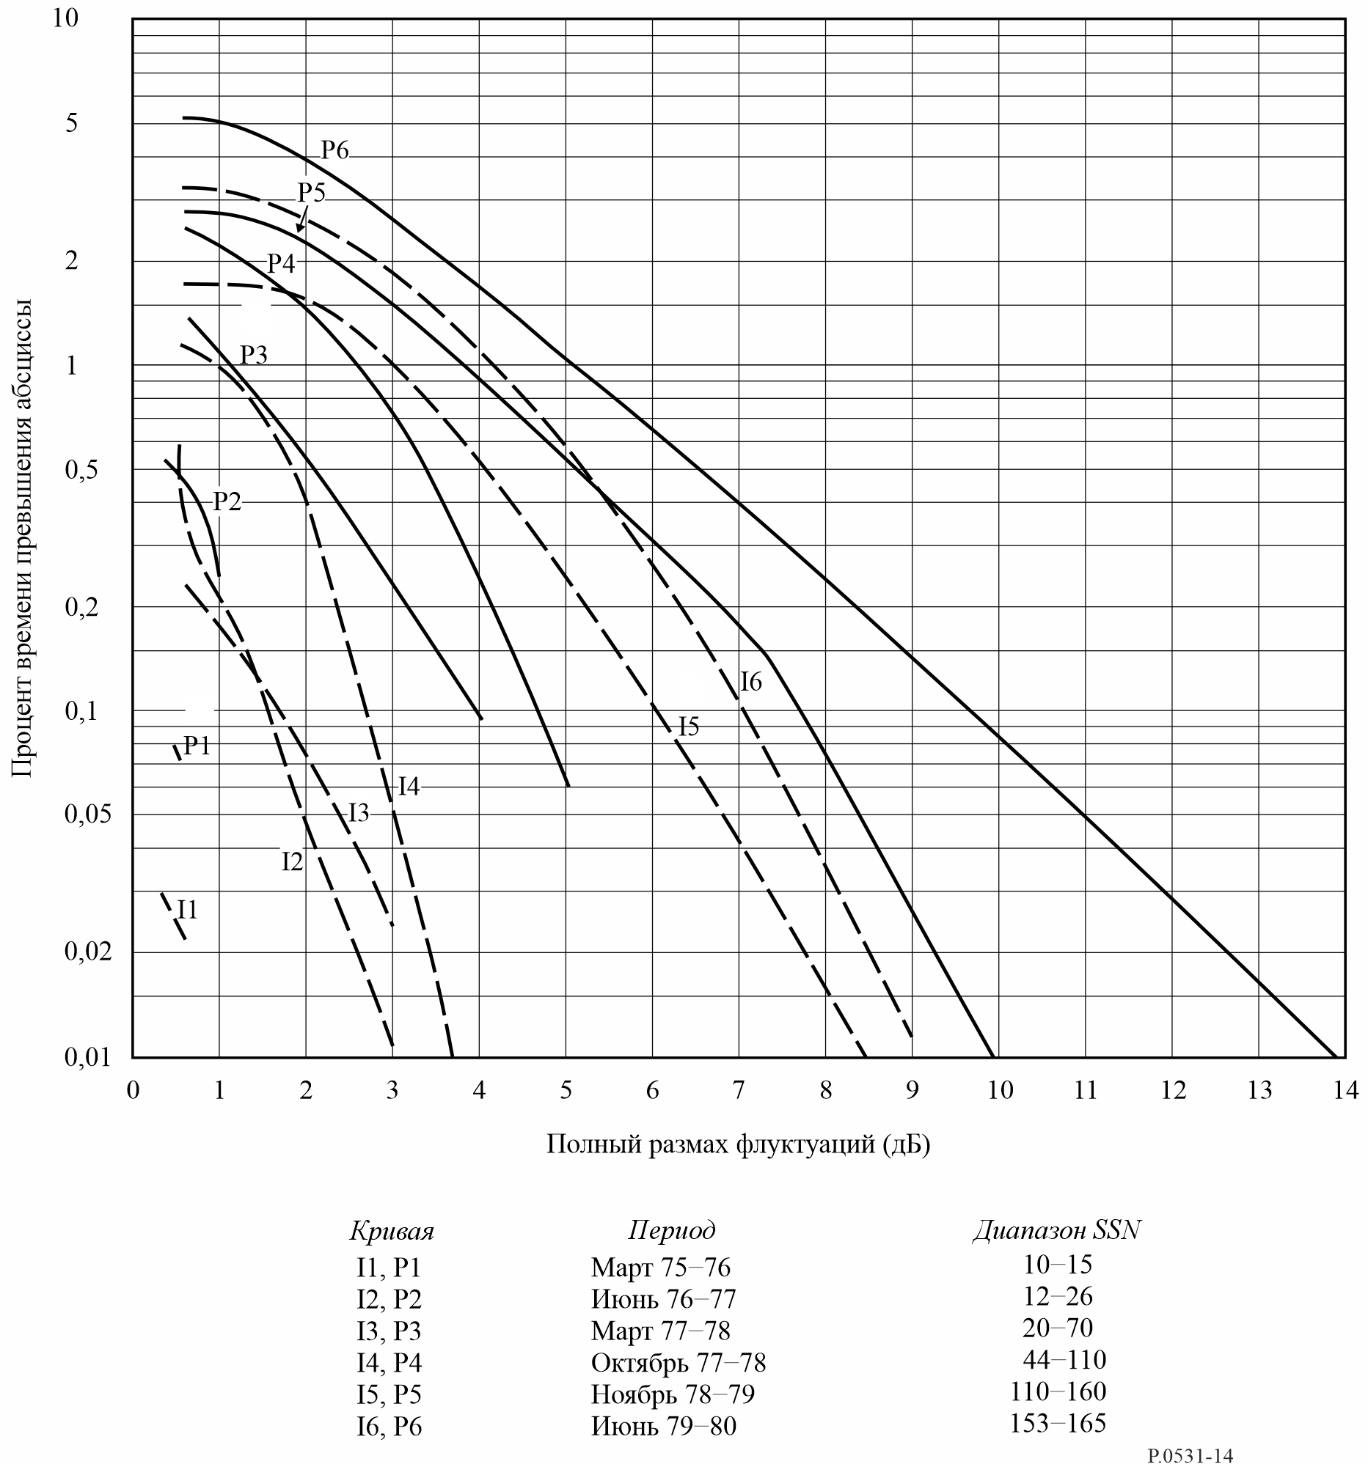 10
5
2
1
0,5
0,2
0.1
0,05
0,02
0,01
Процент времени превышения абсциссы
P6
P5
P4
P3
P2
P1
I1
I2
I3
I4
I5
I6
0 1 2 3 4 5 6 7 8 9 10 11 12 13 14
Полный размах флуктуаций (дБ)
Кривая Период Диапазон SSN
I1, P1 Март 75–76 10–15
I2, P2 Июнь 76–77 12–26
I3, P3 Март 77–78 20–70
I4, P4 Октябрь 77–78 44–110
I5, P5 Ноябрь 78–79 110–160
I6, P6 Июнь 79–80 153–165
P.0531-14